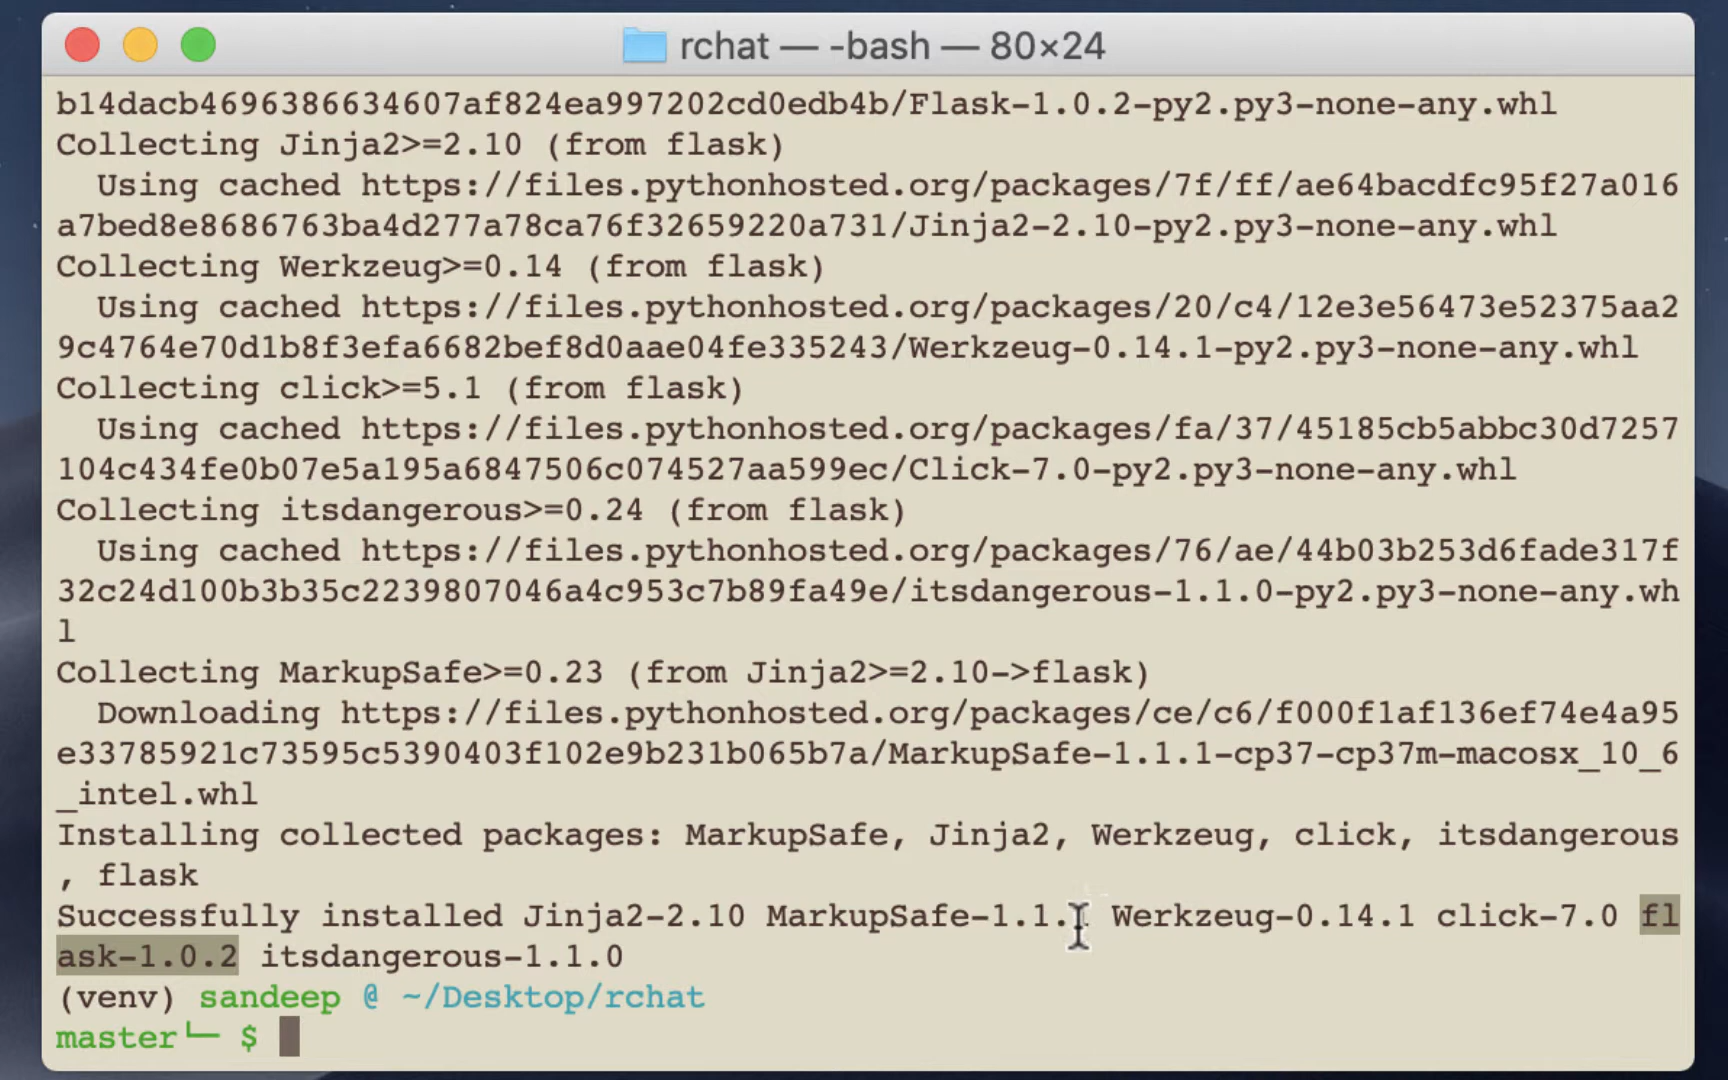 rchat — -bash — 80×24
b14dacb4696386634607af824ea997202cd0edb4b/Flask-1.0.2-py2.py3-none-any.whl
Collecting Jinja2>=2.10 (from flask)
  Using cached https://files.pythonhosted.org/packages/7f/ff/ae64bacdfc95f27a016
a7bed8e8686763ba4d277a78ca76f32659220a731/Jinja2-2.10-py2.py3-none-any.whl
Collecting Werkzeug>=0.14 (from flask)
  Using cached https://files.pythonhosted.org/packages/20/c4/12e3e56473e52375aa2
9c4764e70d1b8f3efa6682bef8d0aae04fe335243/Werkzeug-0.14.1-py2.py3-none-any.whl
Collecting click>=5.1 (from flask)
  Using cached https://files.pythonhosted.org/packages/fa/37/45185cb5abbc30d7257
104c434fe0b07e5a195a6847506c074527aa599ec/Click-7.0-py2.py3-none-any.whl
Collecting itsdangerous>=0.24 (from flask)
  Using cached https://files.pythonhosted.org/packages/76/ae/44b03b253d6fade317f
32c24d100b3b35c2239807046a4c953c7b89fa49e/itsdangerous-1.1.0-py2.py3-none-any.wh
l
Collecting MarkupSafe>=0.23 (from Jinja2>=2.10->flask)
  Downloading https://files.pythonhosted.org/packages/ce/c6/f000f1af136ef74e4a95
e33785921c73595c5390403f102e9b231b065b7a/MarkupSafe-1.1.1-cp37-cp37m-macosx_10_6
_intel.whl
Installing collected packages: MarkupSafe, Jinja2, Werkzeug, click, itsdangerous
, flask
Successfully installed Jinja2-2.10 MarkupSafe-1.1.1 Werkzeug-0.14.1 click-7.0 fl
ask-1.0.2 itsdangerous-1.1.0
(venv) sandeep @ ~/Desktop/rchat
master└─ $